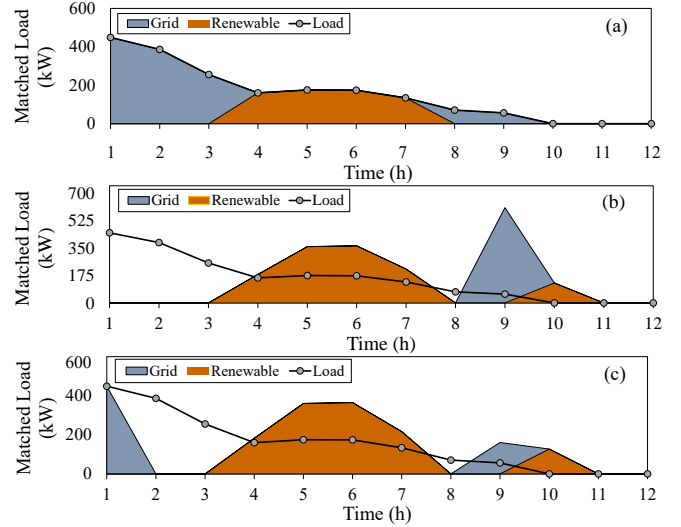 600
400
200
0
Matched Load
(kW)
Grid Renewable Load
(a)
1 2 3 4 5 6 7 8 9 10 11 12
Time (h)
700
525
350
175
0
Matched Load
(kW)
Grid Renewable Load
(b)
1 2 3 4 5 6 7 8 9 10 11 12
Time (h)
600
400
200
0
Matched Load
(kW)
Grid Renewable Load
(c)
1 2 3 4 5 6 7 8 9 10 11 12
Time (h)